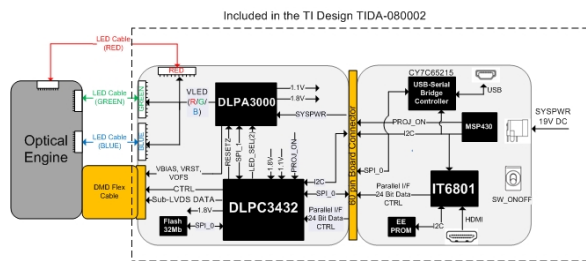 Included in the TI Design TIDA-080002
LED Cable
(RED)
RED
LED Cable
(GREEN)
GREEN
LED Cable
(BLUE)
BLUE
Optical
Engine
DMD Flex
Cable
VLED
(R/G/
B)
DLPA3000
1.1V
1.8V
SYSPWR
VBIAS, VRST,
VOFS
CTRL
Sub-LVDS DATA
RESETZ
SPI_1
LED_SEL(2)
1.8V
1.1V
PROJ_ON
DLPC3432
1.8V
Flash
32Mb
SPI_0
I2C
SPI_0
Parallel I/F
24 Bit Data
CTRL
60 pin Board Connector
CY7C65215
USB-Serial
Bridge
Controller
USB
PROJ_ON
I2C
MSP430
SYSPWR
19V DC
SPI_0
Parallel I/F
24 Bit Data
CTRL
IT6801
SW_ONOFF
EE
PROM
I2C
HDMI